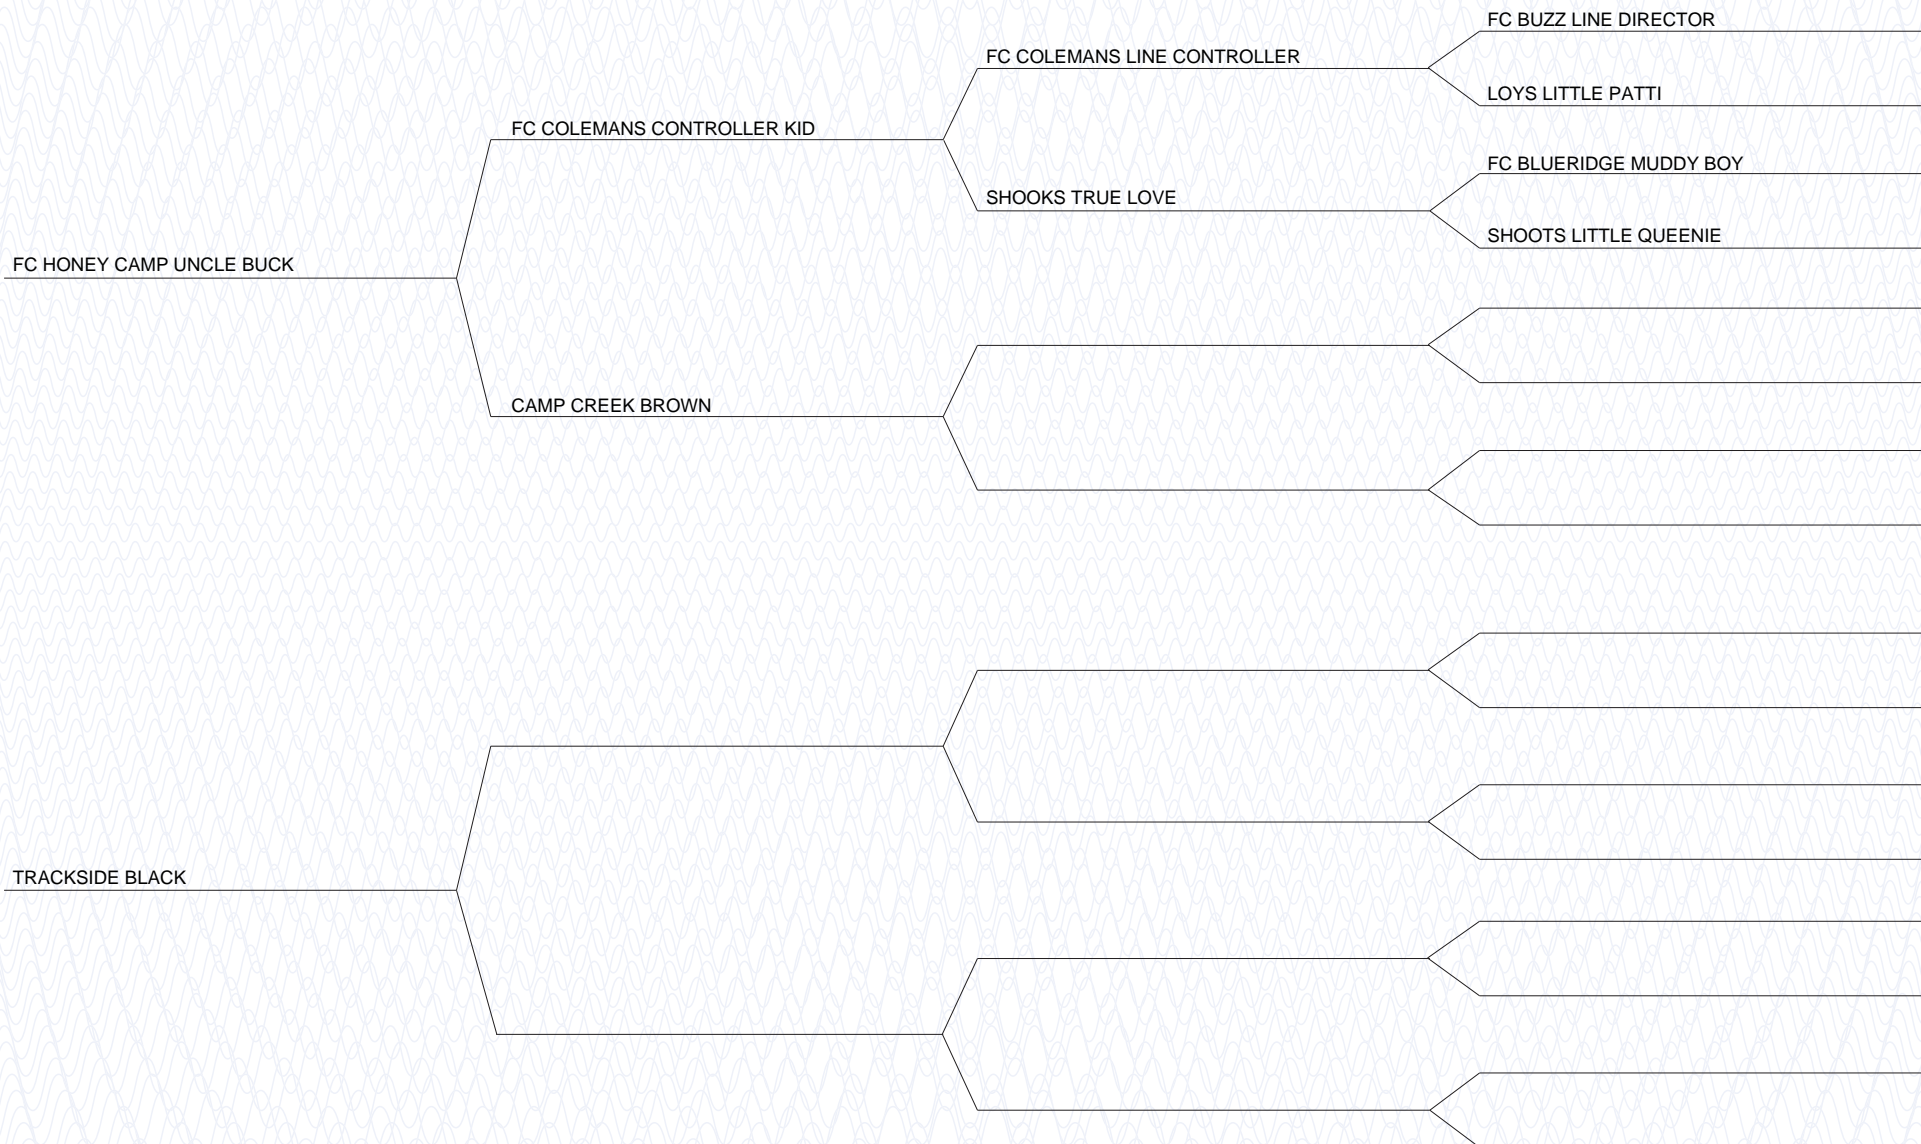 FC BUZZ LINE DIRECTOR
FC COLEMANS LINE CONTROLLER
LOYS LITTLE PATTI
FC COLEMANS CONTROLLER KID
FC BLUERIDGE MUDDY BOY
SHOOKS TRUE LOVE
SHOOTS LITTLE QUEENIE
FC HONEY CAMP UNCLE BUCK
CAMP CREEK BROWN
TRACKSIDE BLACK